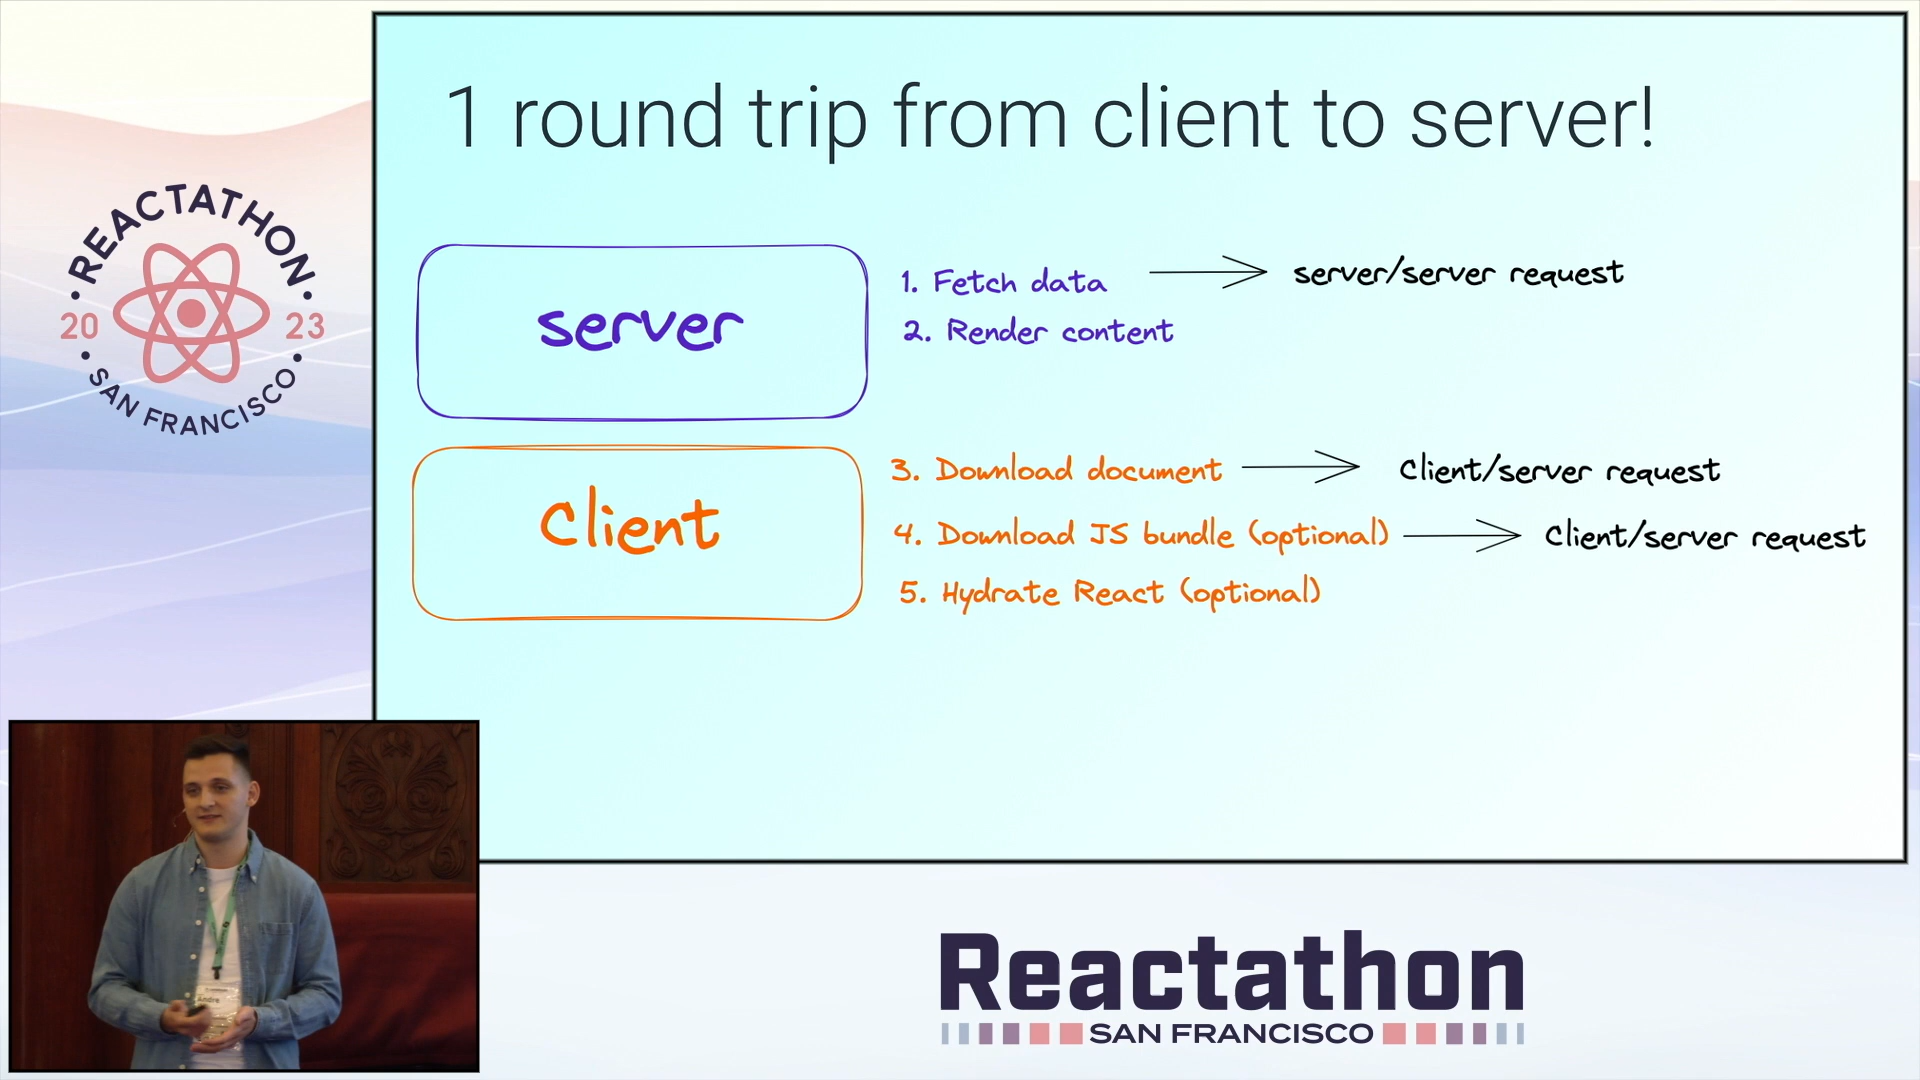 1 round trip from client to server!
REACTATHON
20 23
SAN FRANCISCO
server
1. Fetch data
server/server request
2. Render content
Client
3. Download document
Client/server request
4. Download JS bundle (optional)
Client/server request
5. Hydrate React (optional)
Andre
Reactathon
SAN FRANCISCO